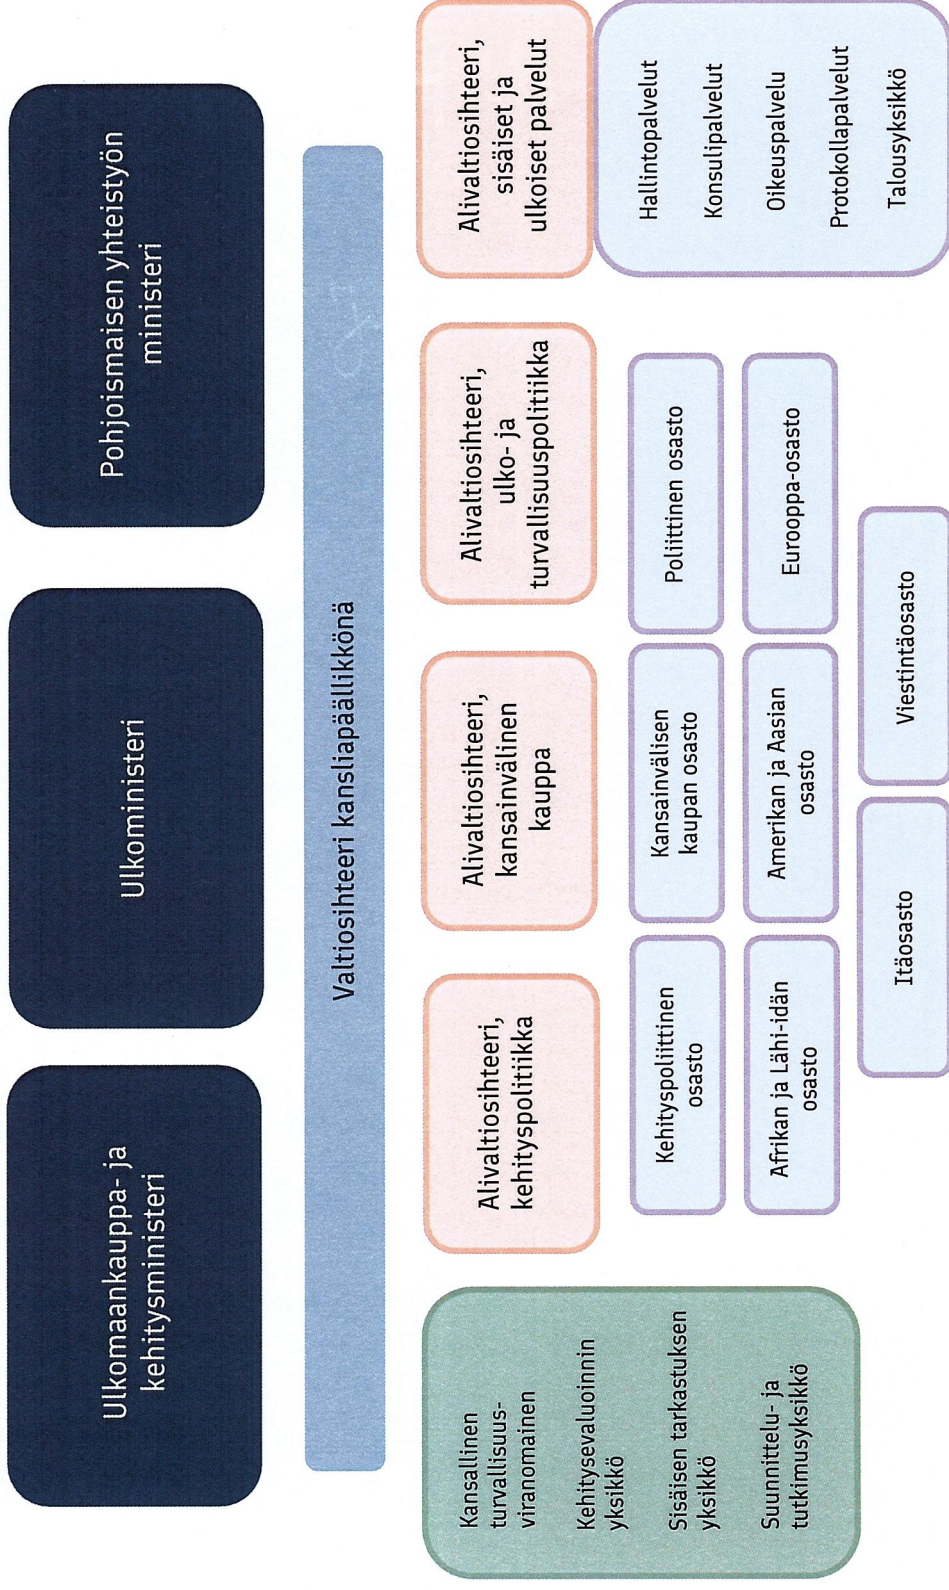 Ulkomaankauppa- ja
kehitysministeri
Ulkoministeri
Pohjoismaisen yhteistyön
ministeri
Valtiosihteeri kansliapäällikkönä
Kansallinen
turvallisuus-
viranomainen
Kehitysevaluoinnin
yksikkö
Sisäisen tarkastuksen
yksikkö
Suunnittelu- ja
tutkimusyksikkö
Alivaltiosihteeri,
kehityspolitiikka
Alivaltiosihteeri,
kansainvälinen
kauppa
Alivaltiosihteeri,
ulko- ja
turvallisuuspolitiikka
Alivaltiosihteeri,
sisäiset ja
ulkoiset palvelut
Kehityspoliittinen
osasto
Kansainvälisen
kaupan osasto
Poliittinen osasto
Afrikan ja Lähi-idän
osasto
Amerikan ja Aasian
osasto
Eurooppa-osasto
Itäosasto
Viestintäosasto
Hallintopalvelut
Konsulipalvelut
Oikeuspalvelu
Protokollapalvelut
Talousyksikkö